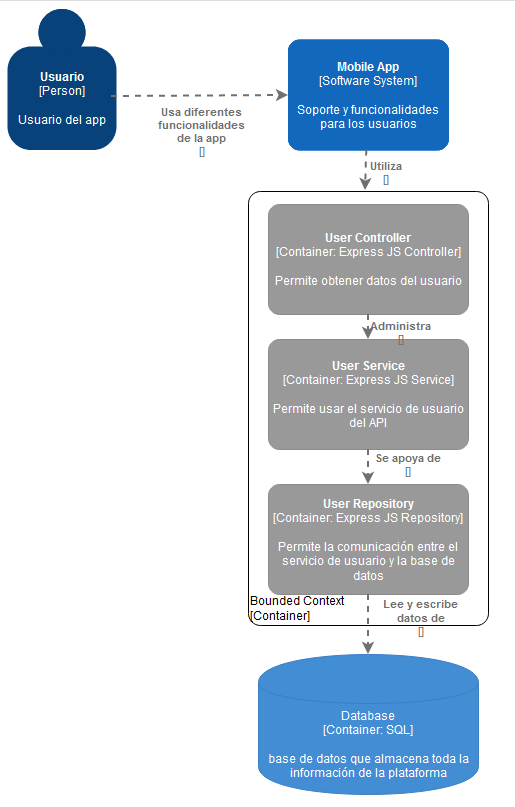 Usuario
[Person]
Usuario del app
Usa diferentes
funcionalidades
de la app
[]
Mobile App
[Software System]
Soporte y funcionalidades
para los usuarios
Utiliza
[]
User Controller
[Container: Express JS Controller]
Permite obtener datos del usuario
Administra
[]
User Service
[Container: Express JS Service]
Permite usar el servicio de usuario
del API
Se apoya de
[]
User Repository
[Container: Express JS Repository]
Permite la comunicación entre el
servicio de usuario y la base de
datos
Bounded Context
[Container]
Lee y escribe
datos de
[]
Database
[Container: SQL]
base de datos que almacena toda la
información de la plataforma